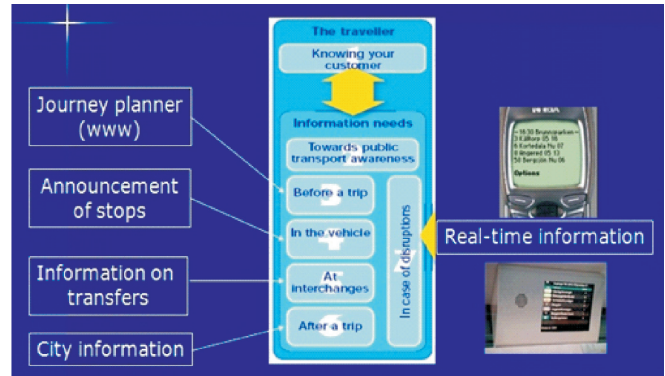 The traveller
Knowing your
customer
Information needs
Towards public
transport awareness
Before a trip
In the vehicle
At
interchanges
After a trip
In case of disruptions
Journey planner
(www)
Announcement
of stops
Information on
transfers
City information
Real-time information
Options